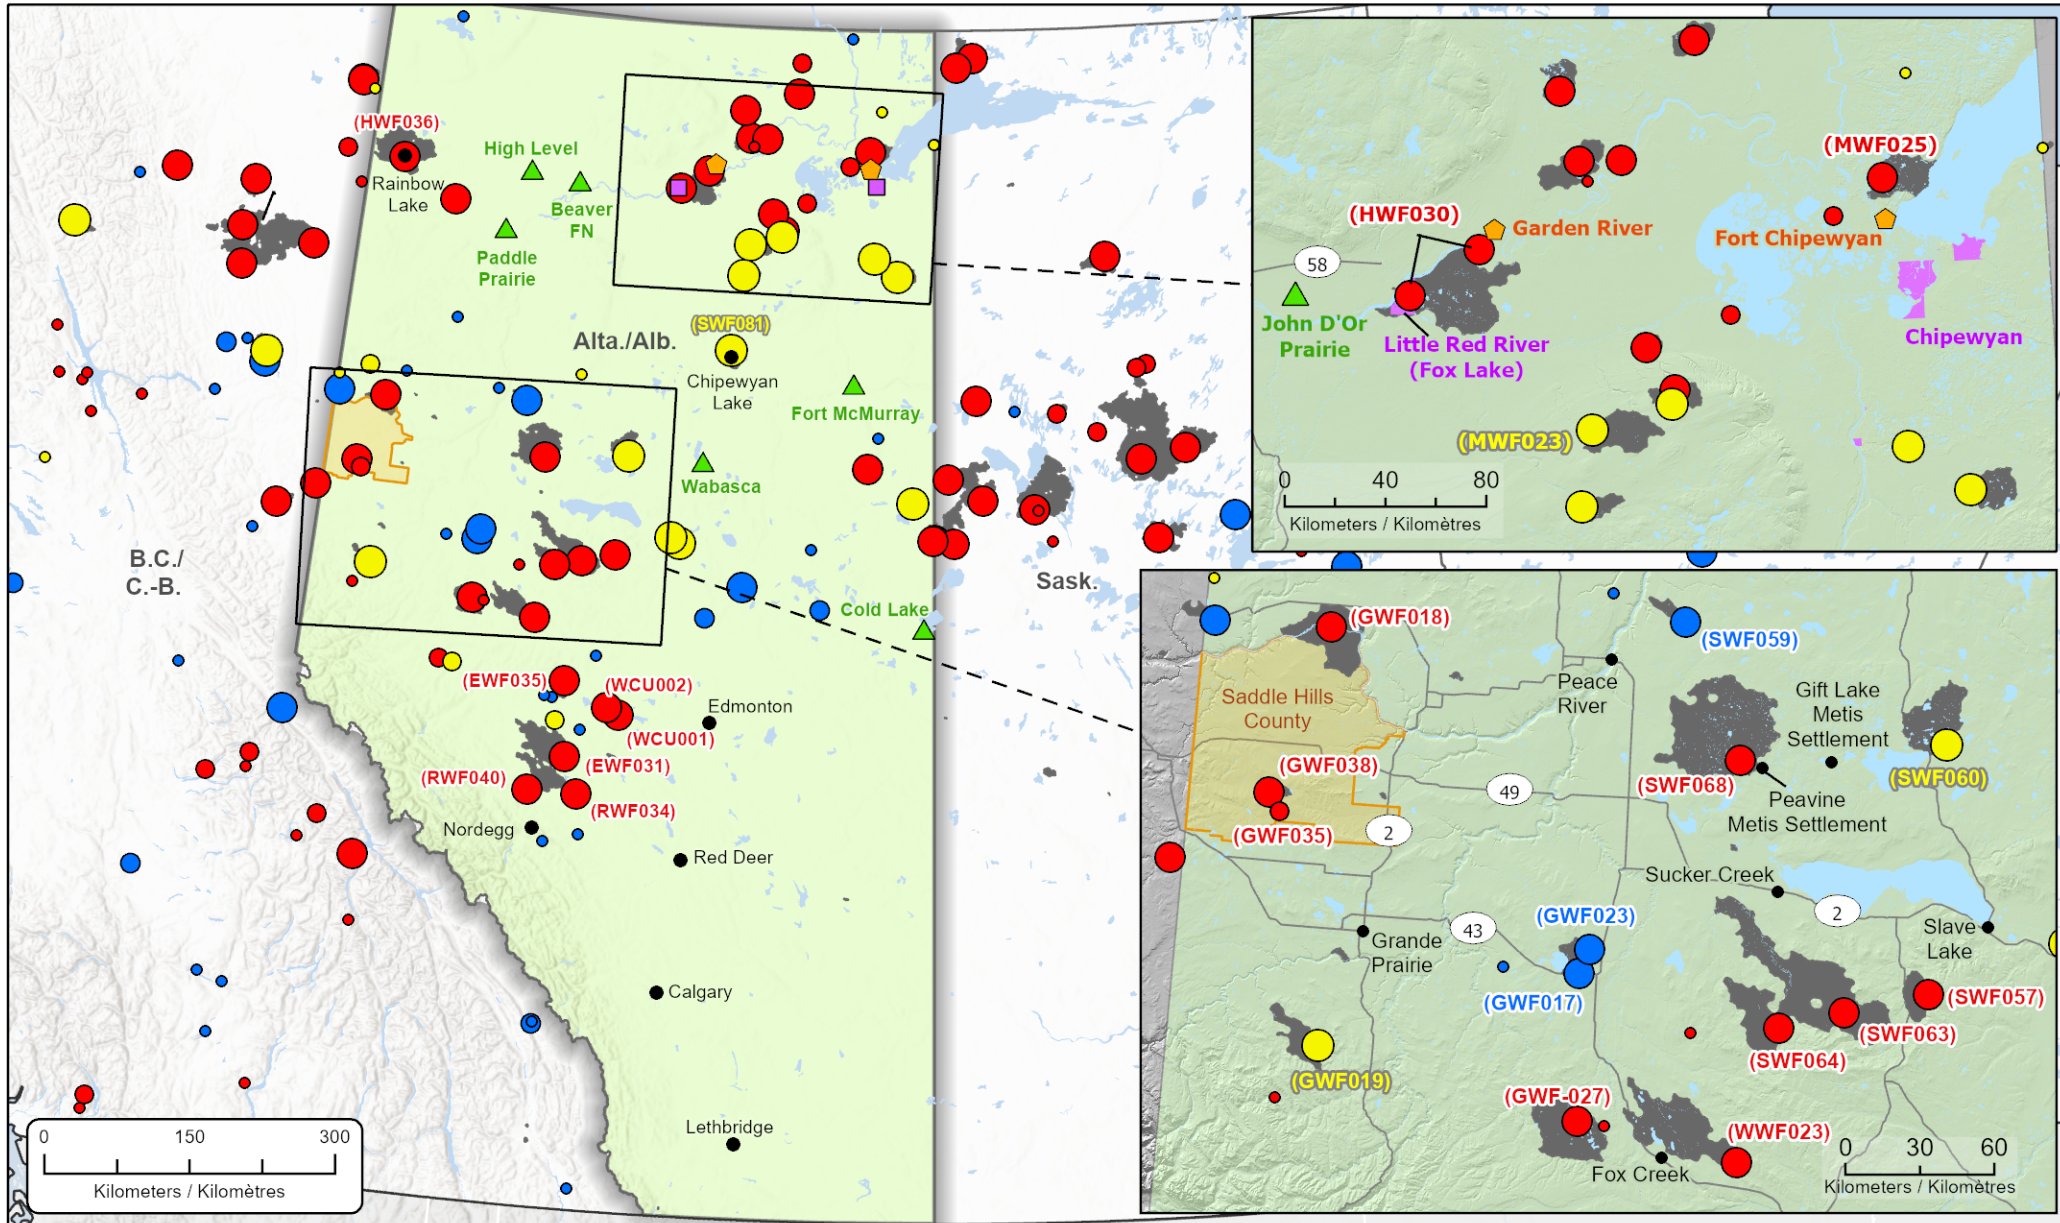 (HWF036)
Rainbow
Lake
High Level
Beaver
FN
Paddle
Prairie
Alta./Alb.
(SWF081)
Chipewyan
Lake
Fort McMurray
Wabasca
B.C./
C.-B.
Sask.
Cold Lake
(EWF035)
(WCU002)
Edmonton
(WCU001)
(EWF031)
(RWF040)
(RWF034)
Nordegg
Red Deer
Calgary
Lethbridge
0 150 300
Kilometers / Kilomètres
(MWF025)
(HWF030)
Garden River
Fort Chipewyan
58
John D'Or
Prairie
Little Red River
(Fox Lake)
Chipewyan
(MWF023)
0 40 80
Kilometers / Kilomètres
(GWF018)
(SWF059)
Peace
River
Saddle Hills
County
Gift Lake
Metis
Settlement
(GWF038)
(SWF068)
(SWF060)
49
Peavine
Metis Settlement
(GWF035)
2
Sucker Creek
2
(GWF023)
43
Grande
Prairie
Slave
Lake
(GWF017)
(SWF057)
(SWF063)
(SWF064)
(GWF019)
(GWF-027)
(WWF023)
Fox Creek
0 30 60
Kilometers / Kilomètres